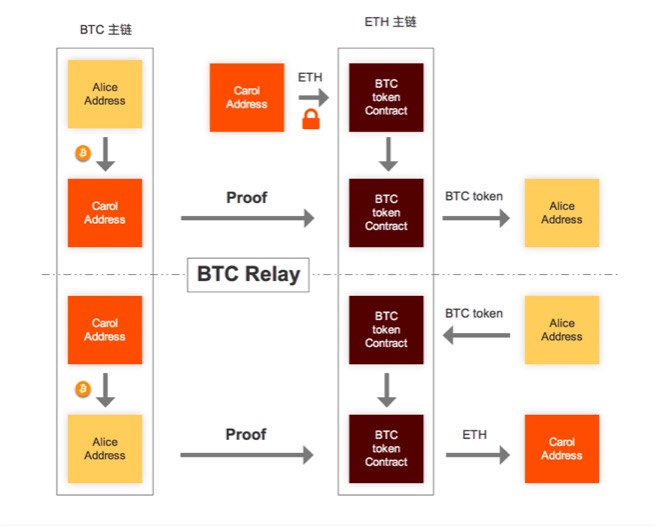 BTC 主链
ETH 主链
Alice
Address
Carol
Address
ETH
BTC
token
Contract
Carol
Address
Proof
BTC
token
Contract
BTC token
Alice
Address
BTC Relay
Carol
Address
BTC
token
Contract
BTC token
Alice
Address
Alice
Address
Proof
BTC
token
Contract
ETH
Carol
Address